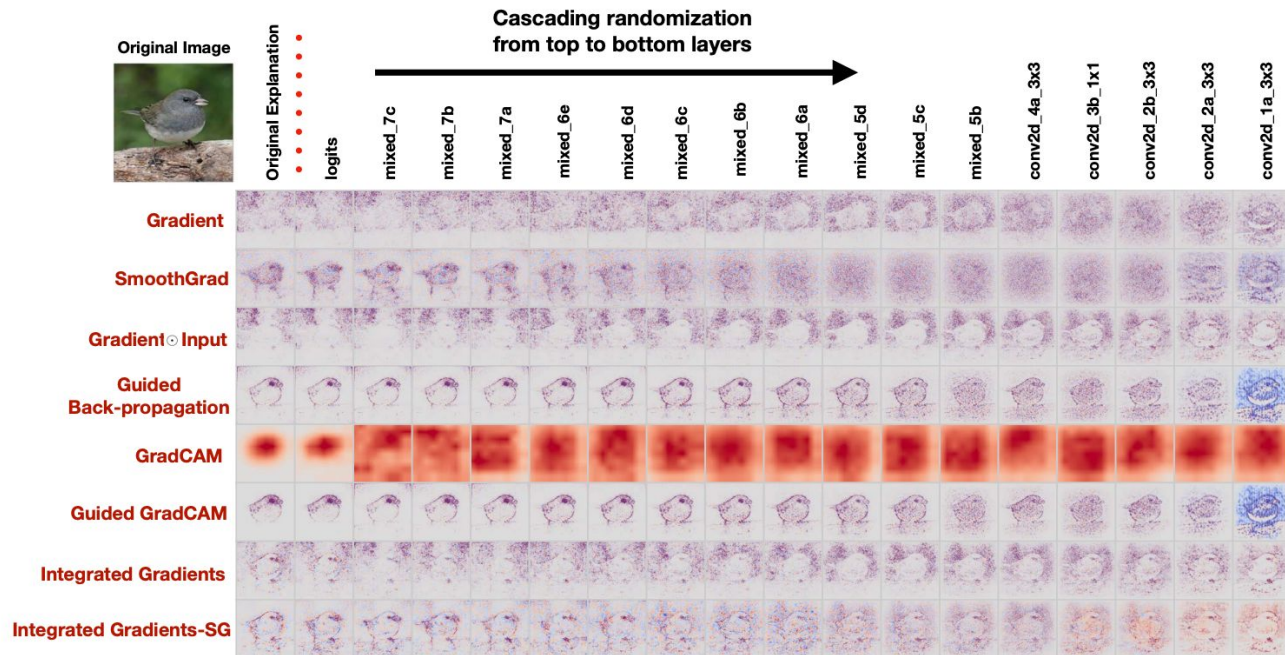 Cascading randomization
from top to bottom layers
Original Image
Original Explanation
logits
mixed_7c
mixed_7b
mixed_7a
mixed_6e
mixed_6d
mixed_6c
mixed_6b
mixed_6a
mixed_5d
mixed_5c
mixed_5b
conv2d_4a_3x3
conv2d_3b_1x1
conv2d_2b_3x3
conv2d_2a_3x3
conv2d_1a_3x3
Gradient
SmoothGrad
Gradient⊙Input
Guided
Back-propagation
GradCAM
Guided GradCAM
Integrated Gradients
Integrated Gradients-SG